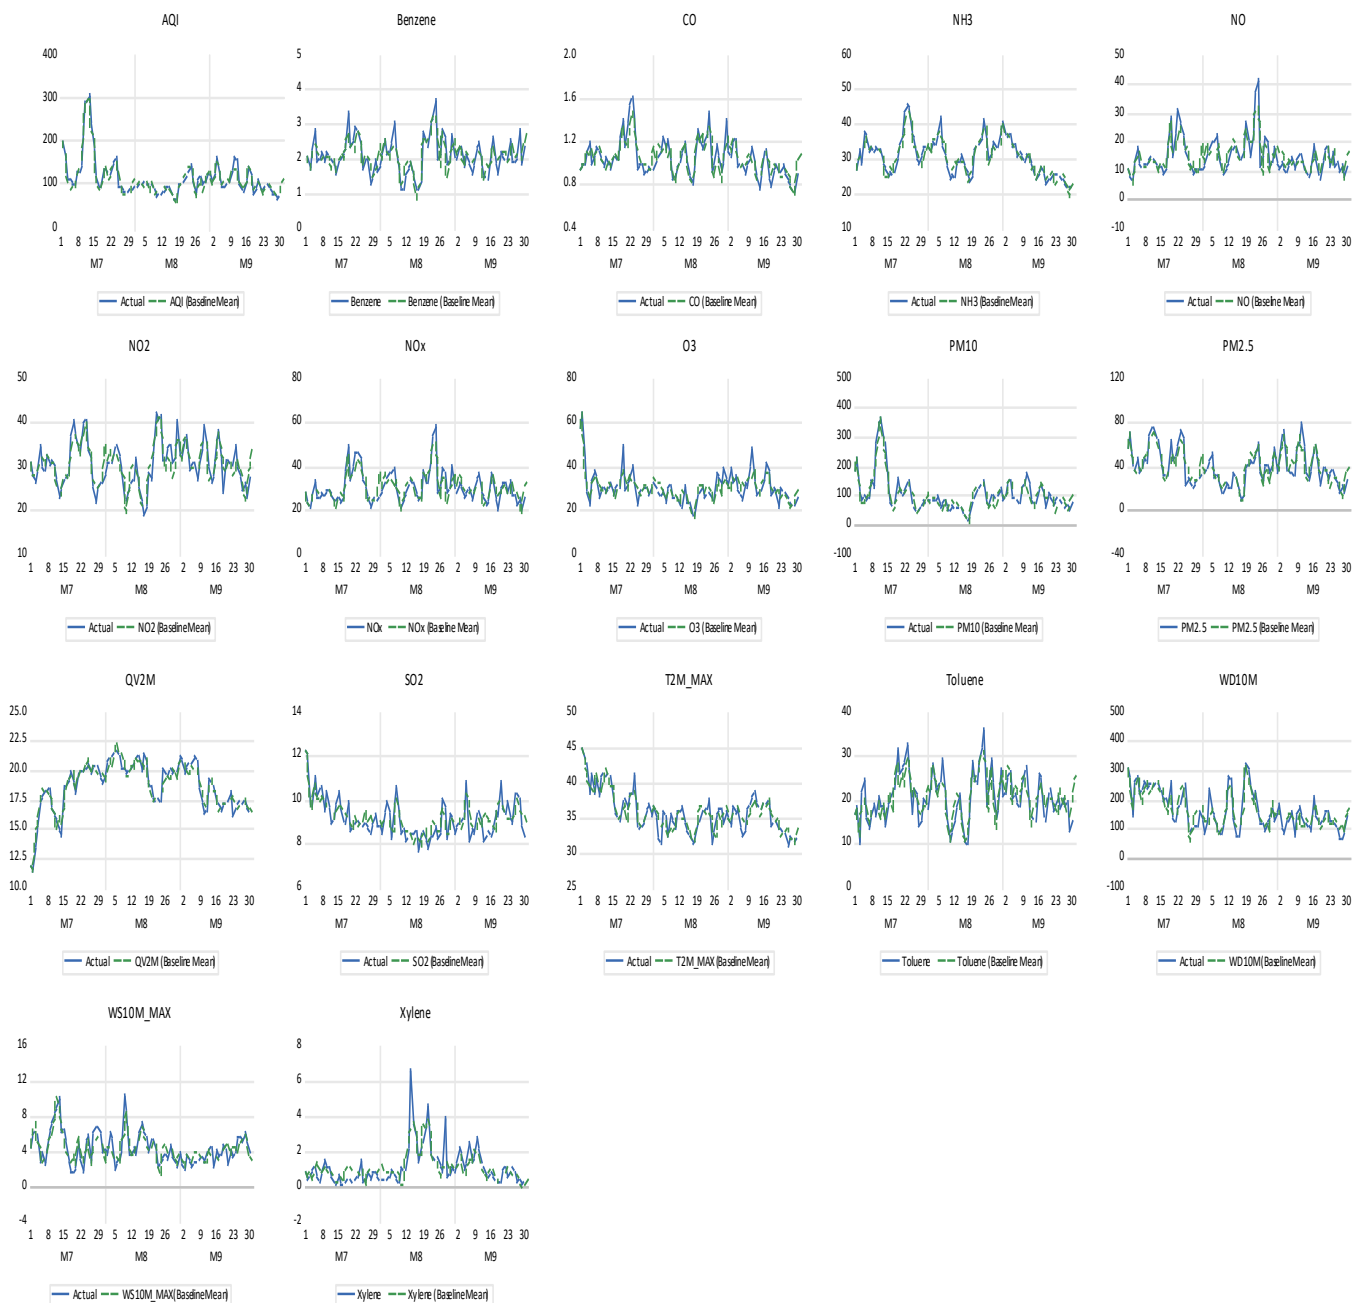 AQI Benzene CO NH3 NO
400 5 2.0 60 50
300 4 1.6 50 40
200 3 1.2 40 30
100 2 0.8 30 20
0 1 0.4 20 10
0 10 0
-10
1 8 15 22 29 5 12 19 26 2 9 16 23 30 1 8 15 22 29 5 12 19 26 2 9 16 23 30 1 8 15 22 29 5 12 19 26 2 9 16 23 30 1 8 15 22 29 5 12 19 26 2 9 16 23 30 1 8 15 22 29 5 12 19 26 2 9 16 23 30
M7 M8 M9 M7 M8 M9 M7 M8 M9 M7 M8 M9 M7 M8 M9
Actual AQI (Baseline Mean) Benzene Benzene (Baseline Mean) Actual CO (Baseline Mean) Actual NH3 (Baseline Mean) Actual NO (Baseline Mean)
NO2 NOx O3 PM10 PM2.5
50 80 80 500 120
40 60 60 400 80
30 40 40 300 40
20 20 20 200 0
10 0 0 100 -40
0
-100
1 8 15 22 29 5 12 19 26 2 9 16 23 30 1 8 15 22 29 5 12 19 26 2 9 16 23 30 1 8 15 22 29 5 12 19 26 2 9 16 23 30 1 8 15 22 29 5 12 19 26 2 9 16 23 30 1 8 15 22 29 5 12 19 26 2 9 16 23 30
M7 M8 M9 M7 M8 M9 M7 M8 M9 M7 M8 M9 M7 M8 M9
Actual NO2 (Baseline Mean) NOx NOx (Baseline Mean) Actual O3 (Baseline Mean) Actual PM10 (Baseline Mean) PM2.5 PM2.5 (Baseline Mean)
QV2M SO2 T2M_MAX Toluene WD10M
25.0 14 50 40 500
22.5 12 45 30 400
20.0 10 40 20 300
17.5 8 35 10 200
15.0 6 30 0 100
12.5 25 0
10.0 -100
1 8 15 22 29 5 12 19 26 2 9 16 23 30 1 8 15 22 29 5 12 19 26 2 9 16 23 30 1 8 15 22 29 5 12 19 26 2 9 16 23 30 1 8 15 22 29 5 12 19 26 2 9 16 23 30 1 8 15 22 29 5 12 19 26 2 9 16 23 30
M7 M8 M9 M7 M8 M9 M7 M8 M9 M7 M8 M9 M7 M8 M9
Actual QV2M (Baseline Mean) Actual SO2 (Baseline Mean) Actual T2M_MAX (Baseline Mean) Toluene Toluene (Baseline Mean) Actual WD10M (Baseline Mean)
WS10M_MAX Xylene
16 8
12 6
8 4
4 2
0 0
-4 -2
1 8 15 22 29 5 12 19 26 2 9 16 23 30 1 8 15 22 29 5 12 19 26 2 9 16 23 30
M7 M8 M9 M7 M8 M9
Actual WS10M_MAX (Baseline Mean) Xylene Xylene (Baseline Mean)